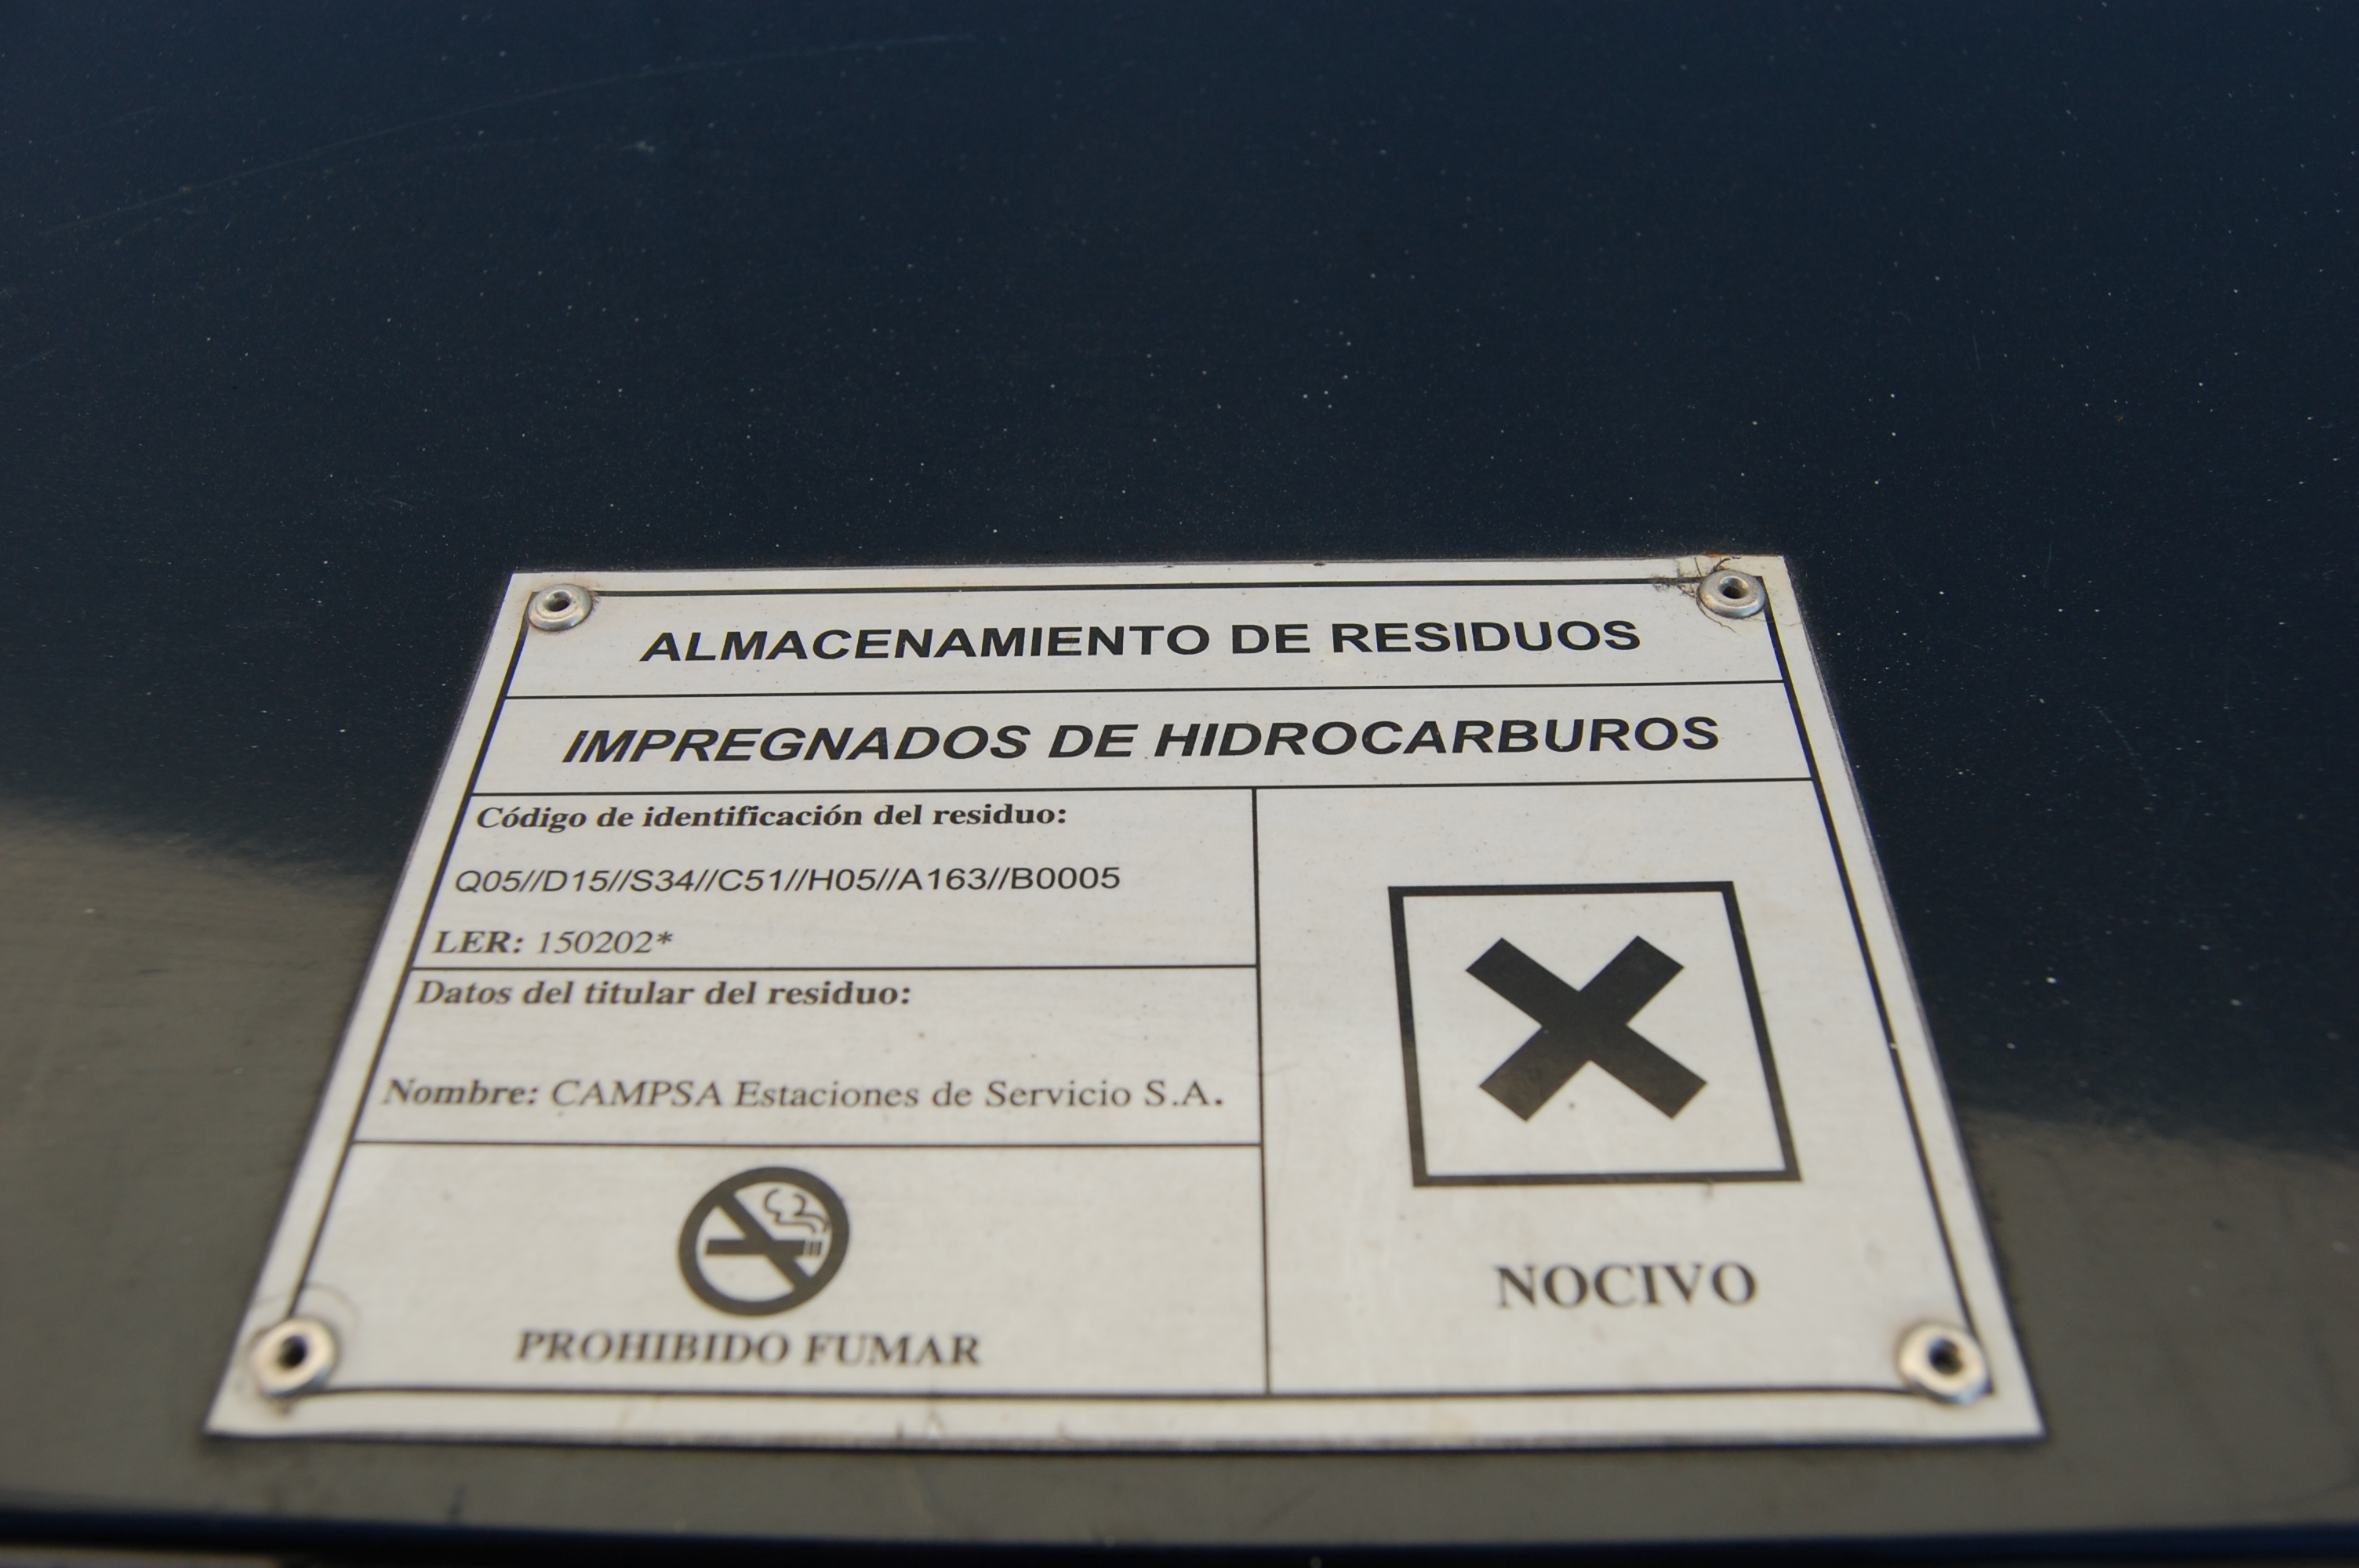 ALMACENAMIENTO DE RESIDUOS
IMPREGNADOS DE HIDROCARBUROS
Código de identificación del residuo:
Q05//D15//S34//C51//H05//A163//B0005
LER: 150202*
Datos del titular del residuo:
Nombre: CAMPSA Estaciones de Servicio S.A.
PROHIBIDO FUMAR
NOCIVO